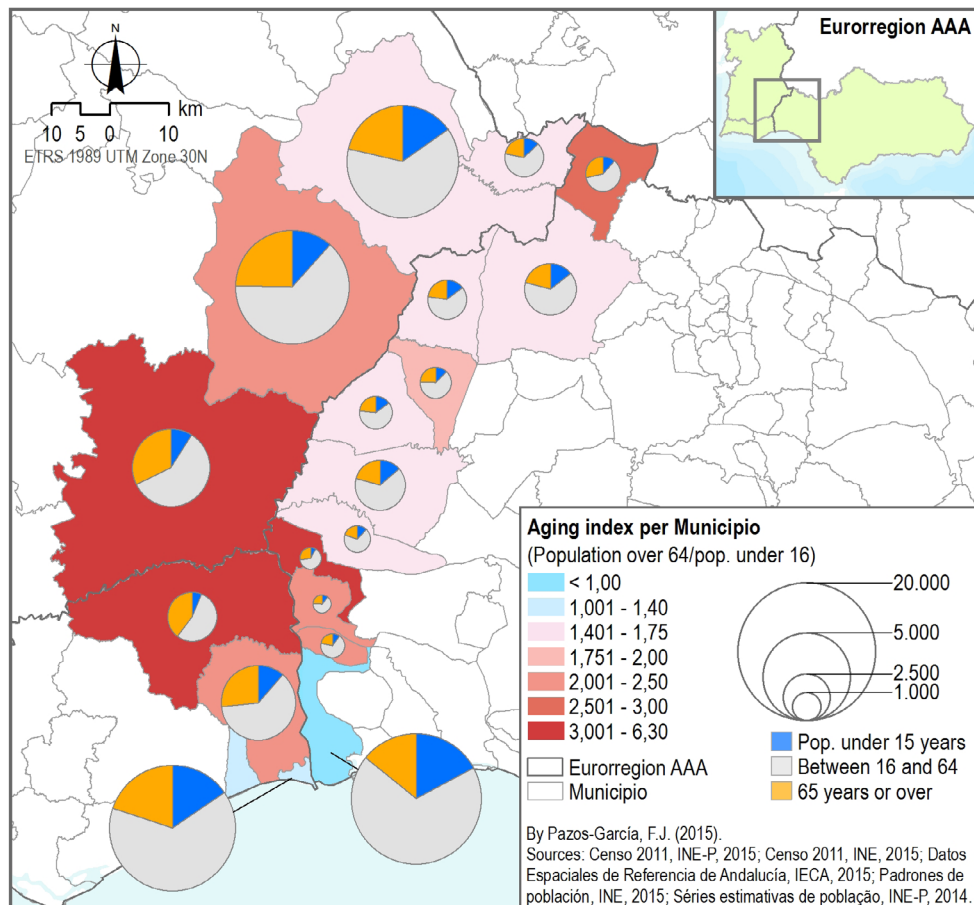 Eurorregion AAA
N
km
10 5 0 10
ETRS 1989 UTM Zone 30N
Aging index per Municipio
(Population over 64/pop. under 16)
< 1,00
1,001 - 1,40
1,401 - 1,75
1,751 - 2,00
2,001 - 2,50
2,501 - 3,00
3,001 - 6,30
Eurorregion AAA
Municipio
20.000
5.000
2.500
1.000
Pop. under 15 years
Between 16 and 64
65 years or over
By Pazos-García, F.J. (2015).
Sources: Censo 2011, INE-P, 2015; Censo 2011, INE, 2015; Datos
Espaciales de Referencia de Andalucía, IECA, 2015; Padrones de
población, INE, 2015; Séries estimativas de população, INE-P, 2014.